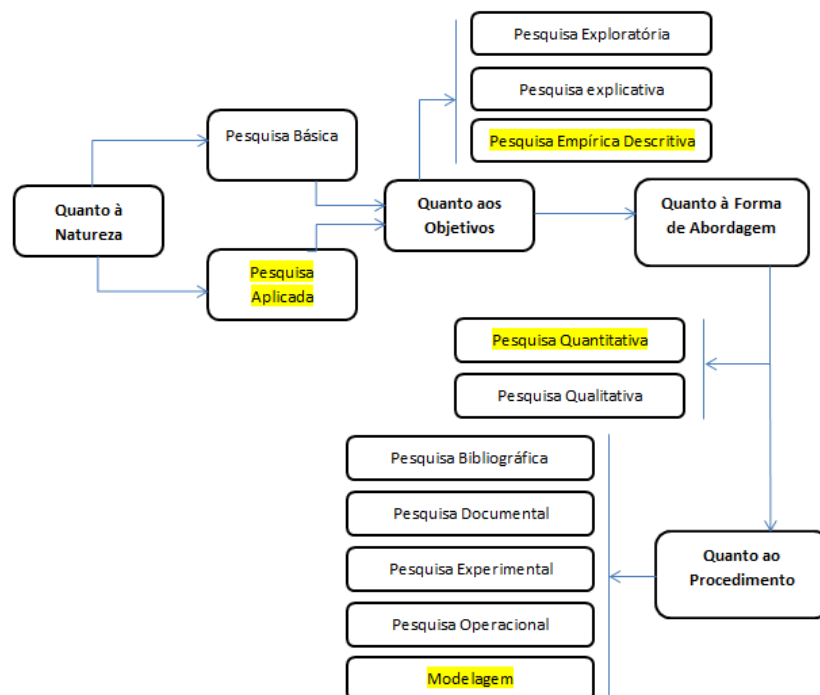 Pesquisa Exploratória
Pesquisa explicativa
Pesquisa Empírica Descritiva
Pesquisa Básica
Quanto à
Natureza
Pesquisa
Aplicada
Quanto aos
Objetivos
Quanto à Forma
de Abordagem
Pesquisa Quantitativa
Pesquisa Qualitativa
Pesquisa Bibliográfica
Pesquisa Documental
Pesquisa Experimental
Pesquisa Operacional
Modelagem
Quanto ao
Procedimento